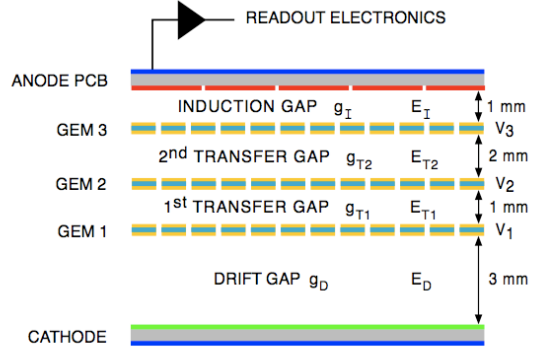 READOUT ELECTRONICS
ANODE PCB
INDUCTION GAP g_I E_I 1 mm
GEM 3 V_3
2nd TRANSFER GAP g_T2 E_T2 2 mm
GEM 2 V_2
1st TRANSFER GAP g_T1 E_T1 1 mm
GEM 1 V_1
DRIFT GAP g_D E_D 3 mm
CATHODE